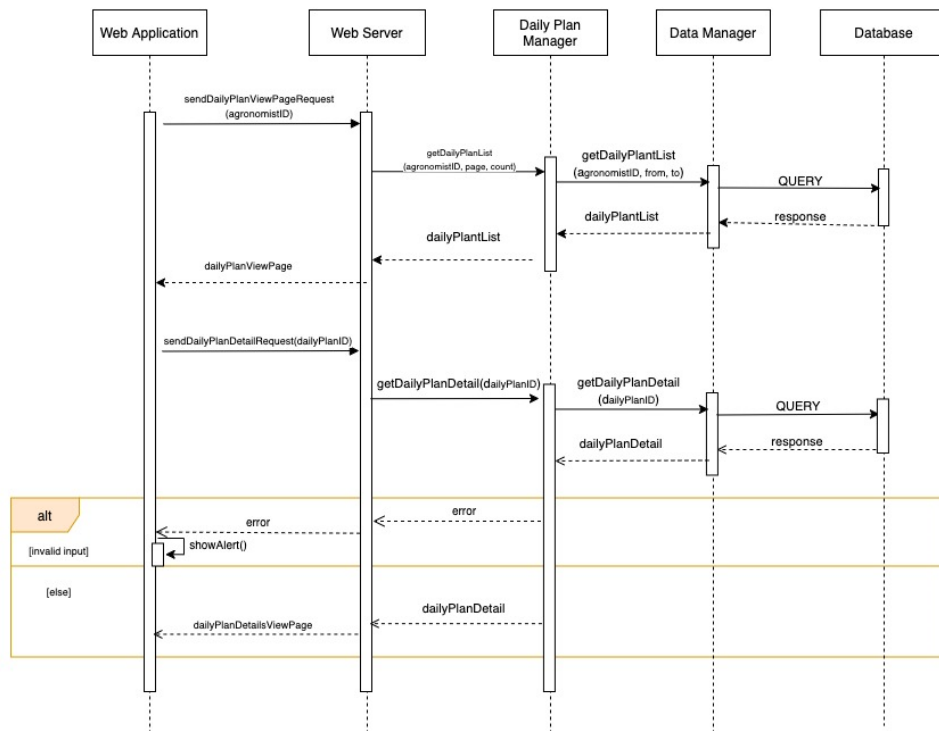 Web Application
Web Server
Daily Plan
Manager
Data Manager
Database
sendDailyPlanViewPageRequest
(agronomistID)
getDailyPlanList
(agronomistID, page, count)
getDailyPlantList
(agronomistID, from, to)
QUERY
response
dailyPlantList
dailyPlantList
dailyPlanViewPage
sendDailyPlanDetailRequest(dailyPlanID)
getDailyPlanDetail(dailyPlanID)
getDailyPlanDetail
(dailyPlanID)
QUERY
response
dailyPlanDetail
alt
error
error
showAlert()
[invalid input]
[else]
dailyPlanDetail
dailyPlanDetailsViewPage